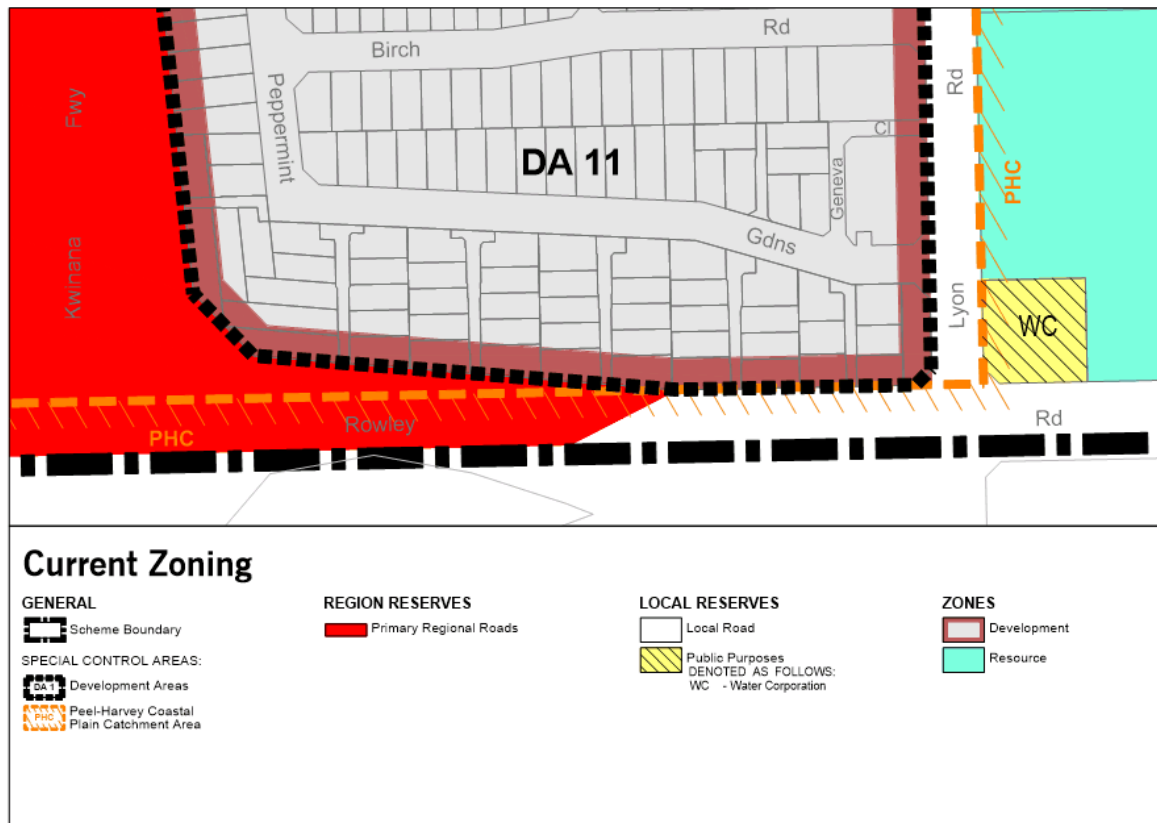 Birch
Rd
Fwy
Peppermint
Rd
Cl
DA 11
Geneva
PHC
Kwinana
Gdns
Lyon
WC
Rowley
Rd
PHC
Current Zoning
GENERAL
Scheme Boundary
SPECIAL CONTROL AREAS:
DA 1
Development Areas
PHC
Peel-Harvey Coastal
Plain Catchment Area
REGION RESERVES
Primary Regional Roads
LOCAL RESERVES
Local Road
Public Purposes
DENOTED AS FOLLOWS:
WC - Water Corporation
ZONES
Development
Resource